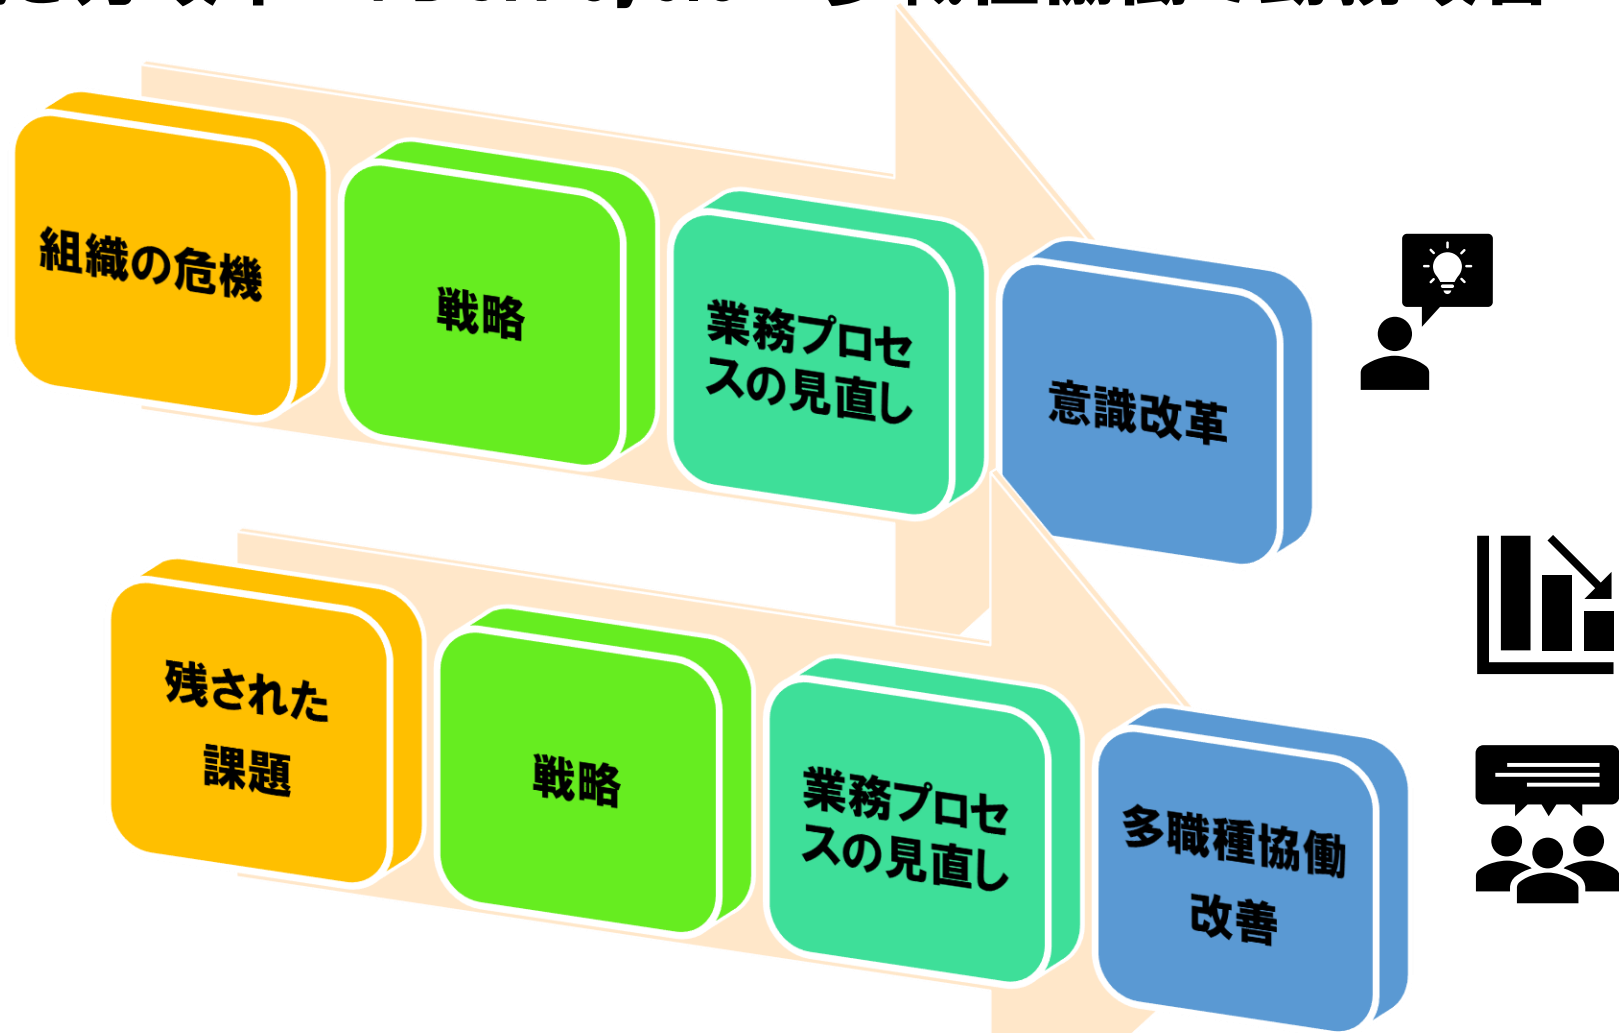 組織の危機
戦略
業務プロセ
スの見直し
意識改革
残された
課題
戦略
業務プロセ
スの見直し
多職種協働
改善